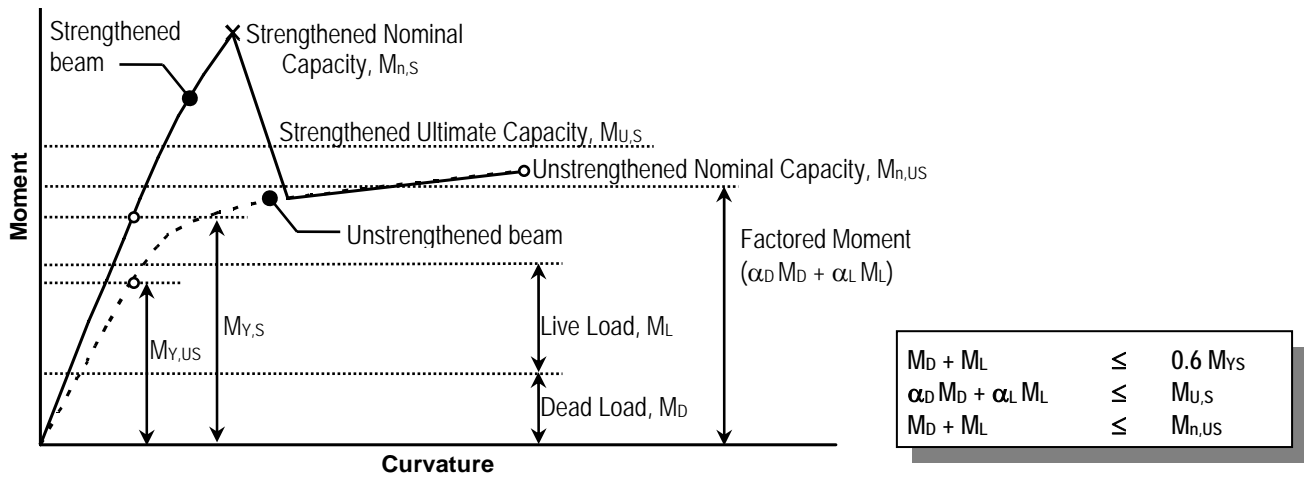 Strengthened
beam
Strengthened Nominal
Capacity, Mn,S
Strengthened Ultimate Capacity, MU,S
Unstrengthened Nominal Capacity, Mn,US
Moment
Unstrengthened beam
Factored Moment
(αD MD + αL ML)
MY,S
MY,US
Live Load, ML
Dead Load, MD
Curvature
MD + ML ≤ 0.6 MYS
αD MD + αL ML ≤ MU,S
MD + ML ≤ Mn,US